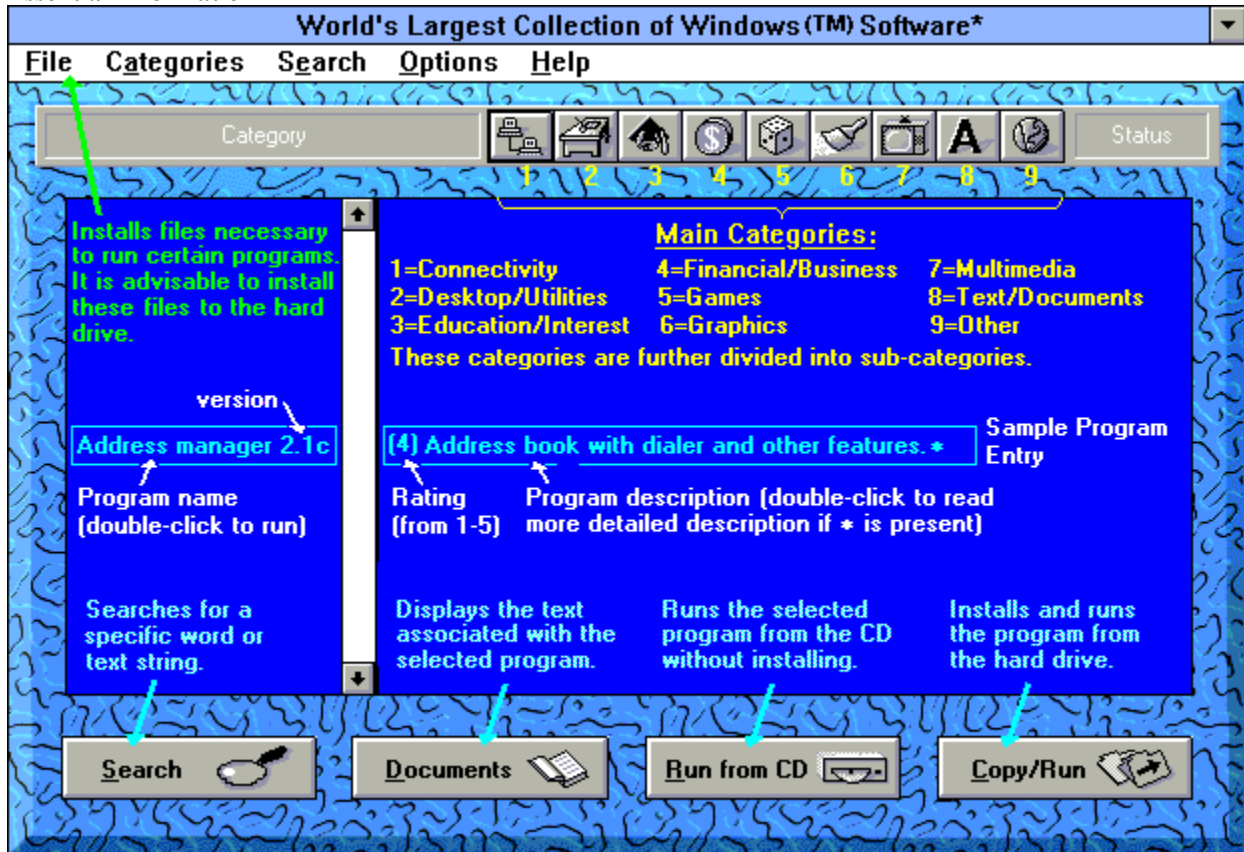 World's Largest Collection of Windows(TM) Software*
File Categories Search Options Help
Category
Status
1 2 3 4 5 6 7 8 9
Installs files necessary
to run certain programs.
It is advisable to install
these files to the hard
drive.
Main Categories:
1=Connectivity 4=Financial/Business 7=Multimedia
2=Desktop/Utilities 5=Games 8=Text/Documents
3=Education/Interest 6=Graphics 9=Other
These categories are further divided into sub-categories.
version
Address manager 2.1c
(4) Address book with dialer and other features.*
Sample Program
Entry
Program name
(double-click to run)
Rating
(from 1-5)
Program description (double-click to read
more detailed description if * is present)
Searches for a
specific word or
text string.
Displays the text
associated with the
selected program.
Runs the selected
program from the CD
without installing.
Installs and runs
the program from
the hard drive.
Search
Documents
Run from CD
Copy/Run